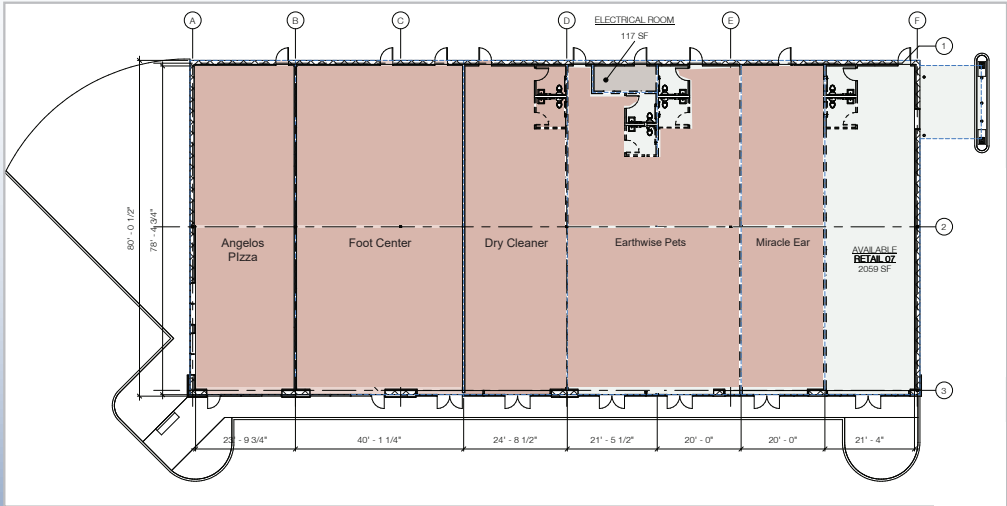 A
B
C
D
E
F
ELECTRICAL ROOM
117 SF
1
80' - 0 1/2"
78' - 4 3/4"
2
Angelos
PIzza
Foot Center
Dry Cleaner
Earthwise Pets
Miracle Ear
AVAILABLE
RETAIL 07
2059 SF
3
23' - 9 3/4"
40' - 1 1/4"
24' - 8 1/2"
21' - 5 1/2"
20' - 0"
20' - 0"
21' - 4"